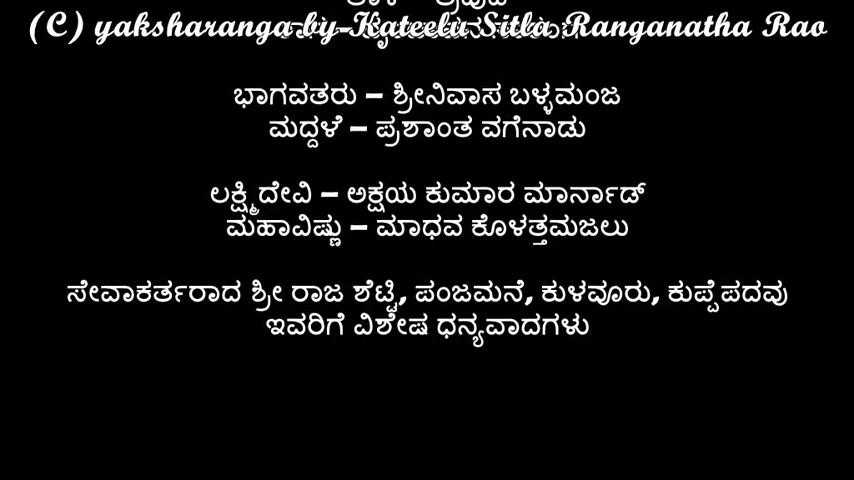 (C) yaksharanga by-Kateelu Sitla Ranganatha Rao
ಭಾಗವತರು – ಶ್ರೀನಿವಾಸ ಬಳ್ಳಮಂಜ
ಮದ್ದಳೆ – ಪ್ರಶಾಂತ ವಗೆನಾಡು
ಲಕ್ಷ್ಮಿದೇವಿ – ಅಕ್ಷಯ ಕುಮಾರ ಮಾರ್ನಾಡ್
ಮಹಾವಿಷ್ಣು – ಮಾಧವ ಕೊಳತ್ತಮಜಲು
ಸೇವಾಕರ್ತರಾದ ಶ್ರೀ ರಾಜ ಶೆಟ್ಟಿ, ಪಂಜಮನೆ, ಕುಳವೂರು, ಕುಪ್ಪೆಪದವು
ಇವರಿಗೆ ವಿಶೇಷ ಧನ್ಯವಾದಗಳು